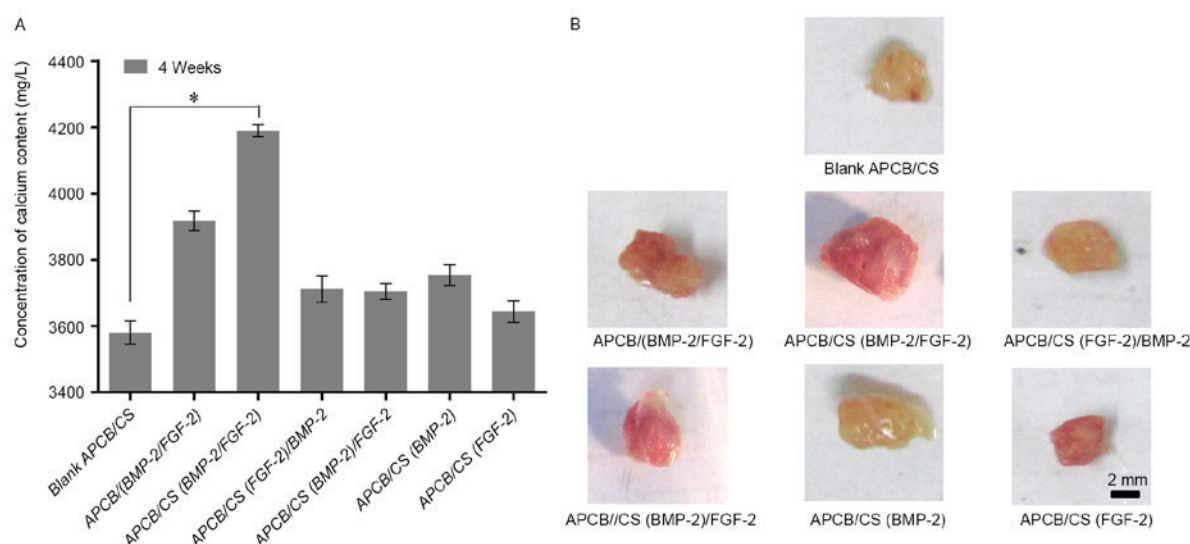 A
B
Concentration of calcium content (mg/L)
4400
4200
4000
3800
3600
3400
4 Weeks
*
Blank APCB/CS
APCB/(BMP-2/FGF-2)
APCB/CS (BMP-2/FGF-2)
APCB/CS (FGF-2)/BMP-2
APCB/CS (BMP-2)/FGF-2
APCB/CS (BMP-2)
APCB/CS (FGF-2)
Blank APCB/CS
APCB/(BMP-2/FGF-2)
APCB/CS (BMP-2/FGF-2)
APCB/CS (FGF-2)/BMP-2
APCB//CS (BMP-2)/FGF-2
APCB/CS (BMP-2)
APCB/CS (FGF-2)
2 mm